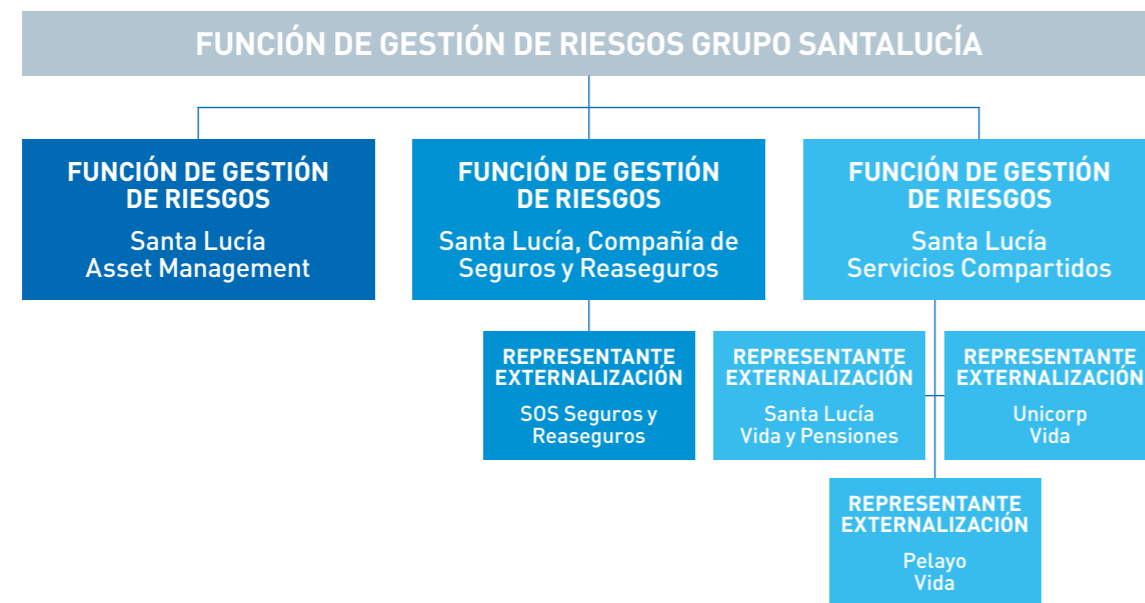 FUNCIÓN DE GESTIÓN DE RIESGOS GRUPO SANTALUCÍA
FUNCIÓN DE GESTIÓN
DE RIESGOS
Santa Lucía
Asset Management
FUNCIÓN DE GESTIÓN
DE RIESGOS
Santa Lucía, Compañía de
Seguros y Reaseguros
FUNCIÓN DE GESTIÓN
DE RIESGOS
Santa Lucía
Servicios Compartidos
REPRESENTANTE
EXTERNALIZACIÓN
SOS Seguros y
Reaseguros
REPRESENTANTE
EXTERNALIZACIÓN
Santa Lucía
Vida y Pensiones
REPRESENTANTE
EXTERNALIZACIÓN
Unicorp
Vida
REPRESENTANTE
EXTERNALIZACIÓN
Pelayo
Vida